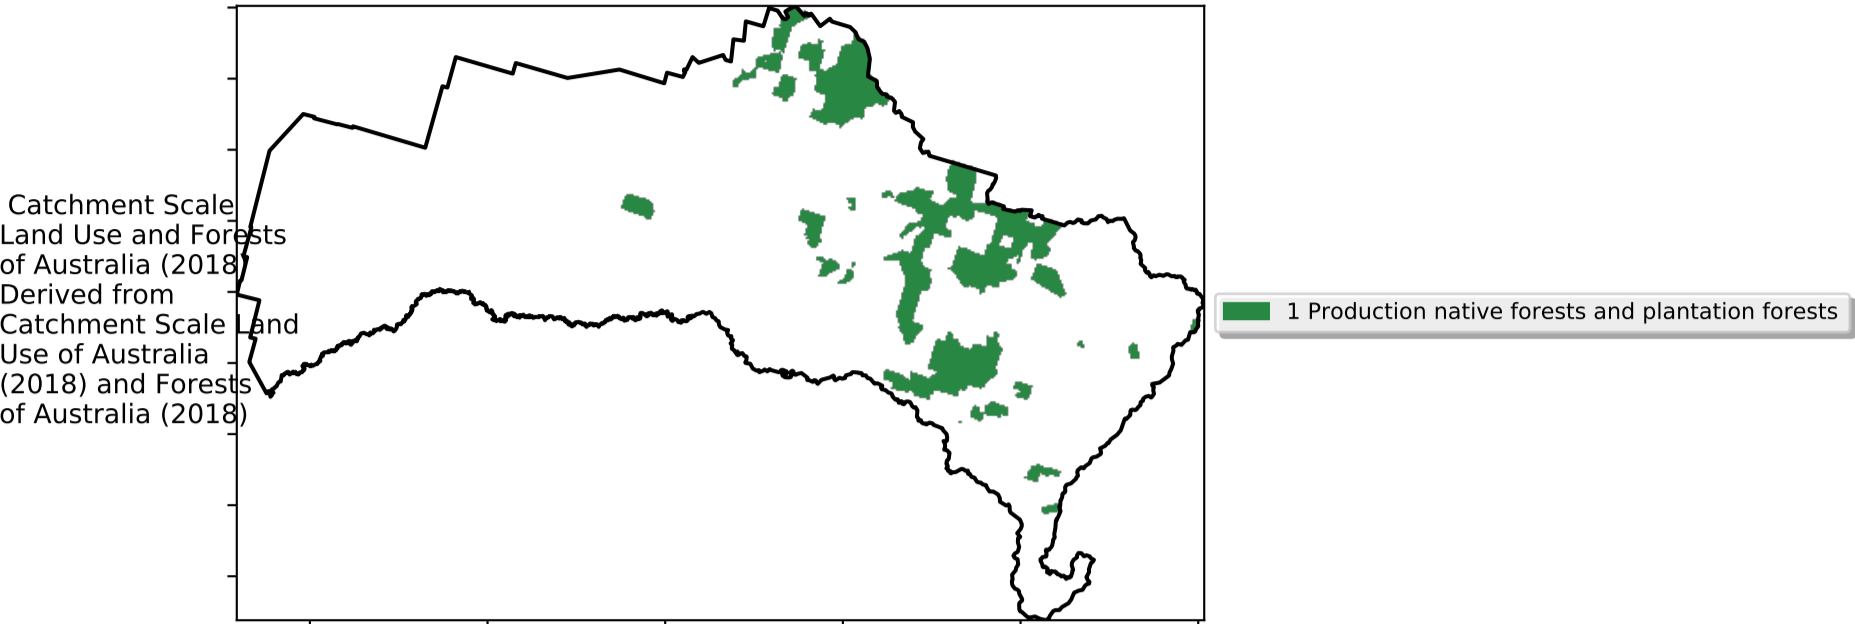 Catchment Scale
Land Use and Forests
of Australia (2018)
Derived from
Catchment Scale Land
Use of Australia
(2018) and Forests
of Australia (2018)
1 Production native forests and plantation forests